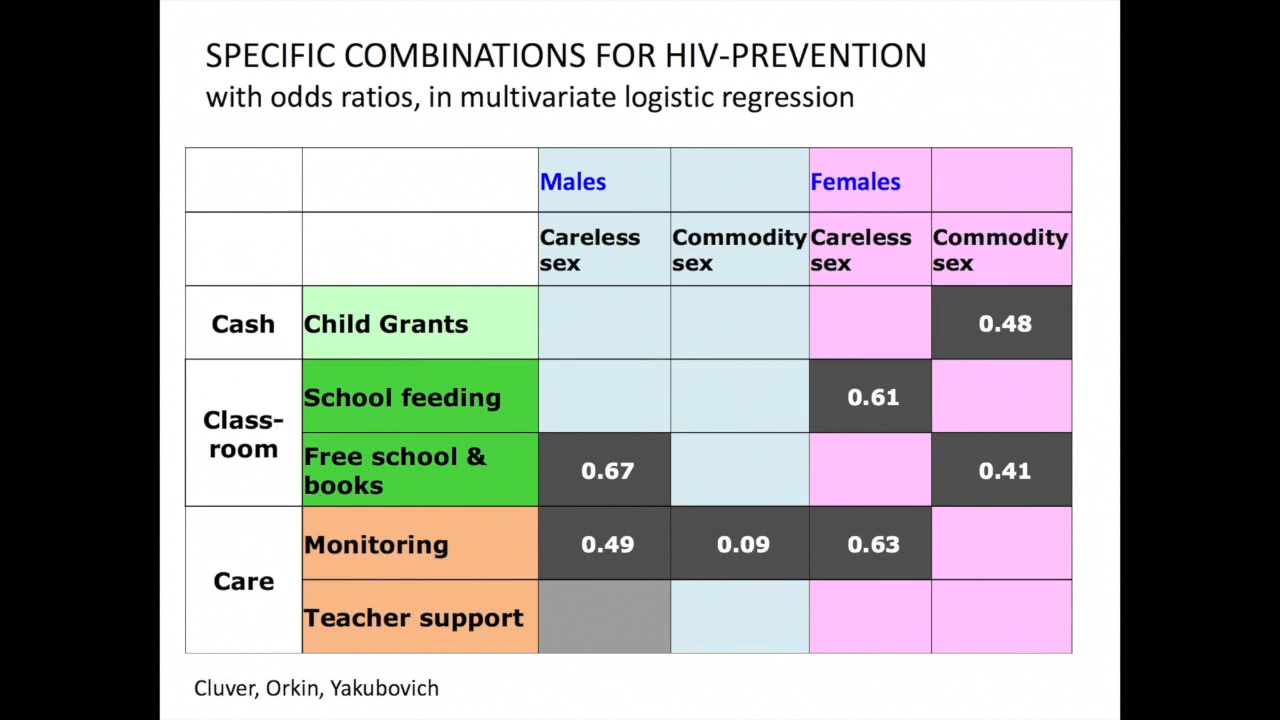 SPECIFIC COMBINATIONS FOR HIV-PREVENTION
with odds ratios, in multivariate logistic regression
Males Females
Careless sex Commodity sex Careless sex Commodity sex
Cash Child Grants 0.48
Class-room School feeding 0.61
Free school & books 0.67 0.41
Care Monitoring 0.49 0.09 0.63
Teacher support
Cluver, Orkin, Yakubovich